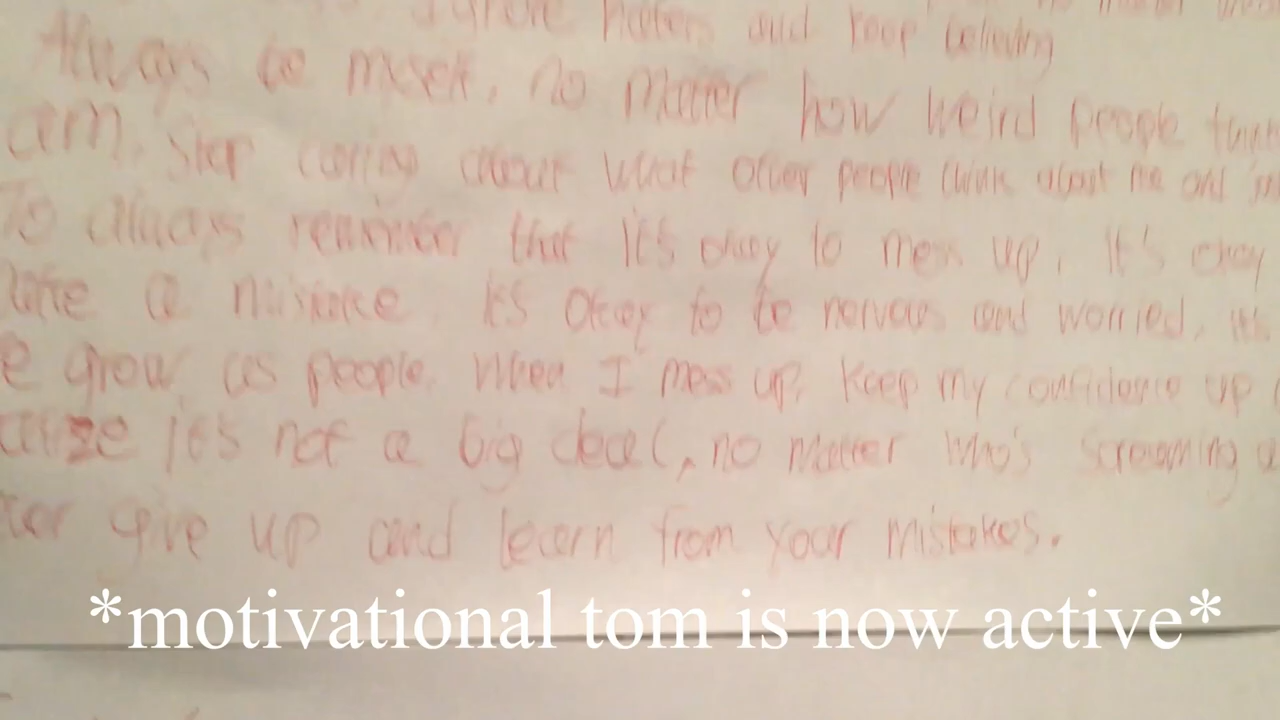 haters and keep believing
Always be myself, no matter how weird people think
am. Stop caring about what other people think about me and
To always remember that it's okay to mess up. It's okay
a mistake. it's okay to be nervous and worried. it's
e grow as people. When I mess up, keep my confidence up
it's not a big deal, no matter who's screaming
give up and learn from your mistakes.
*motivational tom is now active*